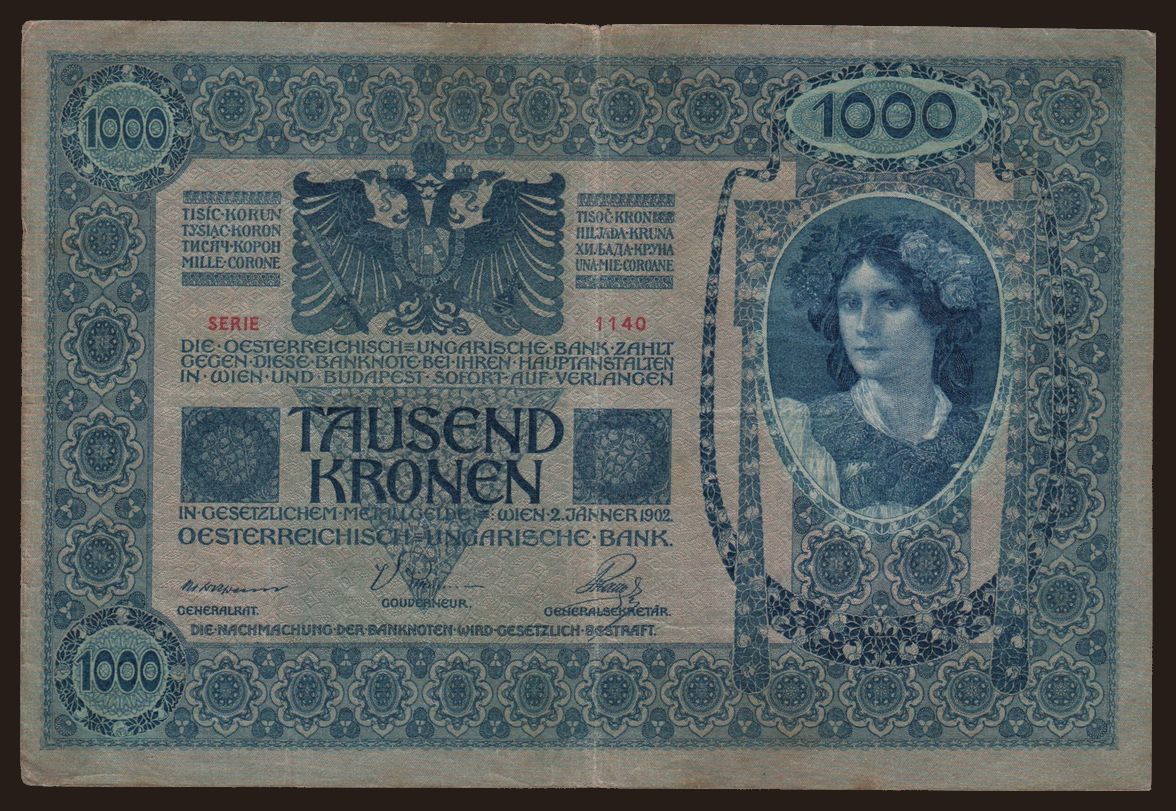 1000
1000
TISÍC·KORUN
TYSIĄC·KORON
ТИСЯЧ·КОРОН
MILLE·CORONE
TISOČ·KRON
HILJADA·KRUNA
ХИЉАДА·КРУНА
UNA·MIE·COROANE
SERIE 1140
DIE·OESTERREICHISCH=UNGARISCHE·BANK·ZAHLT
GEGEN·DIESE·BANKNOTE·BEI·IHREN·HAUPTANSTALTEN
IN·WIEN·UND·BUDAPEST·SOFORT·AUF·VERLANGEN
TAUSEND
KRONEN
IN·GESETZLICHEM·METALLGELDE·=·WIEN·2·JÄNNER 1902.
OESTERREICHISCH=UNGARISCHE·BANK.
GENERALRAT.
GOUVERNEUR.
GENERALSEKRETÄR.
DIE·NACHMACHUNG·DER·BANKNOTEN·WIRD·GESETZLICH·BESTRAFT.
1000